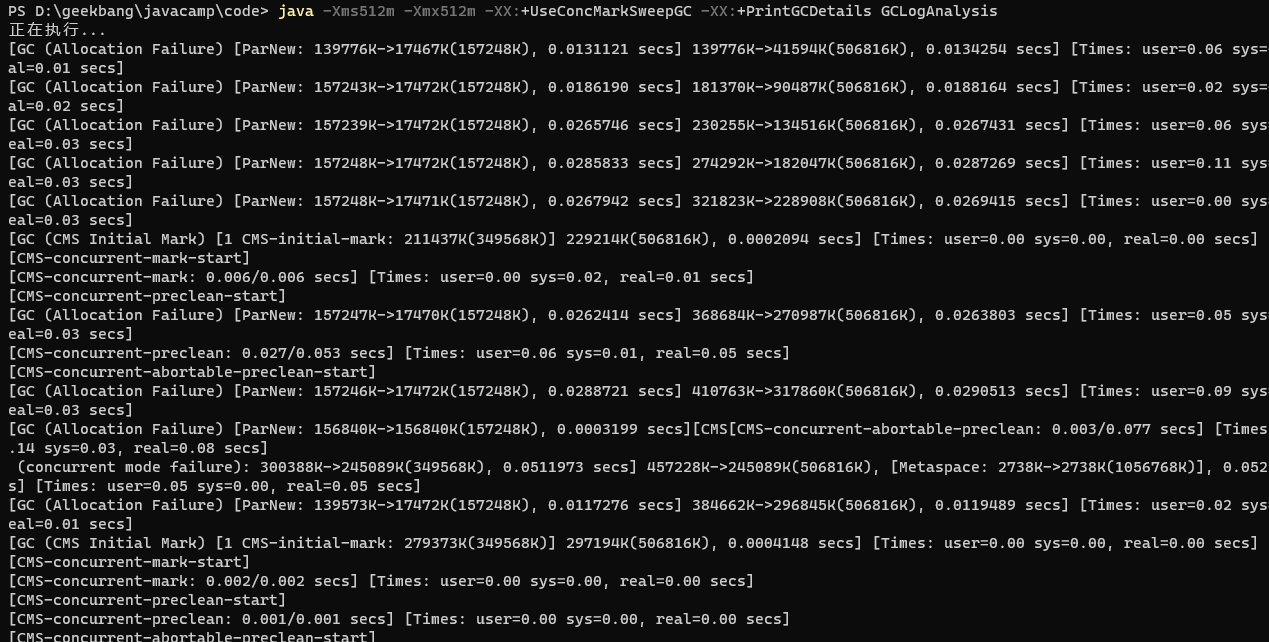 PS D:\geekbang\javacamp\code> java -Xms512m -Xmx512m -XX:+UseConcMarkSweepGC -XX:+PrintGCDetails GCLogAnalysis
正在执行...
[GC (Allocation Failure) [ParNew: 139776K->17467K(157248K), 0.0131121 secs] 139776K->41594K(506816K), 0.0134254 secs] [Times: user=0.06 sys=
al=0.01 secs]
[GC (Allocation Failure) [ParNew: 157243K->17472K(157248K), 0.0186190 secs] 181370K->90487K(506816K), 0.0188164 secs] [Times: user=0.02 sys=
al=0.02 secs]
[GC (Allocation Failure) [ParNew: 157239K->17472K(157248K), 0.0265746 secs] 230255K->134516K(506816K), 0.0267431 secs] [Times: user=0.06 sys
eal=0.03 secs]
[GC (Allocation Failure) [ParNew: 157248K->17472K(157248K), 0.0285833 secs] 274292K->182047K(506816K), 0.0287269 secs] [Times: user=0.11 sys
eal=0.03 secs]
[GC (Allocation Failure) [ParNew: 157248K->17471K(157248K), 0.0267942 secs] 321823K->228908K(506816K), 0.0269415 secs] [Times: user=0.00 sys
eal=0.03 secs]
[GC (CMS Initial Mark) [1 CMS-initial-mark: 211437K(349568K)] 229214K(506816K), 0.0002094 secs] [Times: user=0.00 sys=0.00, real=0.00 secs]
[CMS-concurrent-mark-start]
[CMS-concurrent-mark: 0.006/0.006 secs] [Times: user=0.00 sys=0.02, real=0.01 secs]
[CMS-concurrent-preclean-start]
[GC (Allocation Failure) [ParNew: 157247K->17470K(157248K), 0.0262414 secs] 368684K->270987K(506816K), 0.0263803 secs] [Times: user=0.05 sys
eal=0.03 secs]
[CMS-concurrent-preclean: 0.027/0.053 secs] [Times: user=0.06 sys=0.01, real=0.05 secs]
[CMS-concurrent-abortable-preclean-start]
[GC (Allocation Failure) [ParNew: 157246K->17472K(157248K), 0.0288721 secs] 410763K->317860K(506816K), 0.0290513 secs] [Times: user=0.09 sys
eal=0.03 secs]
[GC (Allocation Failure) [ParNew: 156840K->156840K(157248K), 0.0003199 secs][CMS[CMS-concurrent-abortable-preclean: 0.003/0.077 secs] [Times
.14 sys=0.03, real=0.08 secs]
 (concurrent mode failure): 300388K->245089K(349568K), 0.0511973 secs] 457228K->245089K(506816K), [Metaspace: 2738K->2738K(1056768K)], 0.052
s] [Times: user=0.05 sys=0.00, real=0.05 secs]
[GC (Allocation Failure) [ParNew: 139573K->17472K(157248K), 0.0117276 secs] 384662K->296845K(506816K), 0.0119489 secs] [Times: user=0.02 sys
eal=0.01 secs]
[GC (CMS Initial Mark) [1 CMS-initial-mark: 279373K(349568K)] 297194K(506816K), 0.0004148 secs] [Times: user=0.00 sys=0.00, real=0.00 secs]
[CMS-concurrent-mark-start]
[CMS-concurrent-mark: 0.002/0.002 secs] [Times: user=0.00 sys=0.00, real=0.00 secs]
[CMS-concurrent-preclean-start]
[CMS-concurrent-preclean: 0.001/0.001 secs] [Times: user=0.00 sys=0.00, real=0.00 secs]
[CMS-concurrent-abortable-preclean-start]